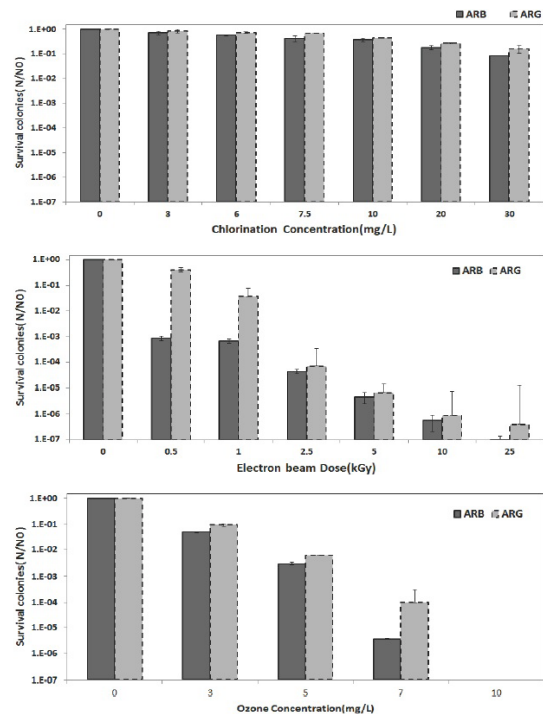 ARB ARG
Survival colonies(N/N0)
1.E+00
1.E-01
1.E-02
1.E-03
1.E-04
1.E-05
1.E-06
1.E-07
0 3 6 7.5 10 20 30
Chlorination Concentration(mg/L)
ARB ARG
Survival colonies(N/N0)
1.E+00
1.E-01
1.E-02
1.E-03
1.E-04
1.E-05
1.E-06
1.E-07
0 0.5 1 2.5 5 10 25
Electron beam Dose(kGy)
ARB ARG
Survival colonies(N/N0)
1.E+00
1.E-01
1.E-02
1.E-03
1.E-04
1.E-05
1.E-06
1.E-07
0 3 5 7 10
Ozone Concentration(mg/L)